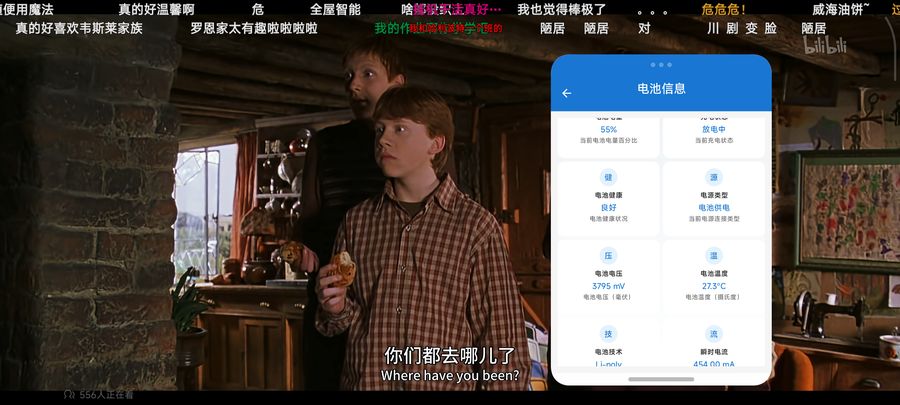 便用魔法
真的好温馨啊
危
全屋智能
我也觉得棒极了
。。。
危危危！
威海油饼~
真的好喜欢韦斯莱家族
罗恩家太有趣啦啦啦啦
陋居
陋居
对
川剧变脸
陋居
bilibili
电池信息
55%
当前电池电量百分比
放电中
当前充电状态
健
电池健康
良好
电池健康状况
源
电源类型
电池供电
当前电源连接类型
压
电池电压
3795 mV
电池电压（毫伏）
温
电池温度
27.3°C
电池温度（摄氏度）
技
电池技术
Li-poly
流
瞬时电流
454.00 mA
你们都去哪儿了
Where have you been?
556人正在看